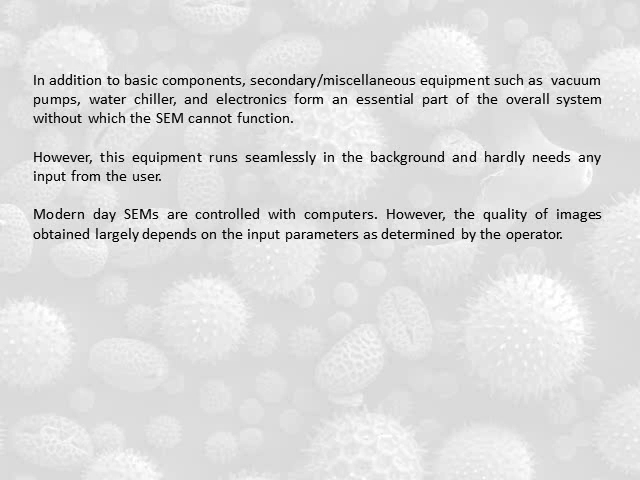 In addition to basic components, secondary/miscellaneous equipment such as vacuum
pumps, water chiller, and electronics form an essential part of the overall system
without which the SEM cannot function.
However, this equipment runs seamlessly in the background and hardly needs any
input from the user.
Modern day SEMs are controlled with computers. However, the quality of images
obtained largely depends on the input parameters as determined by the operator.